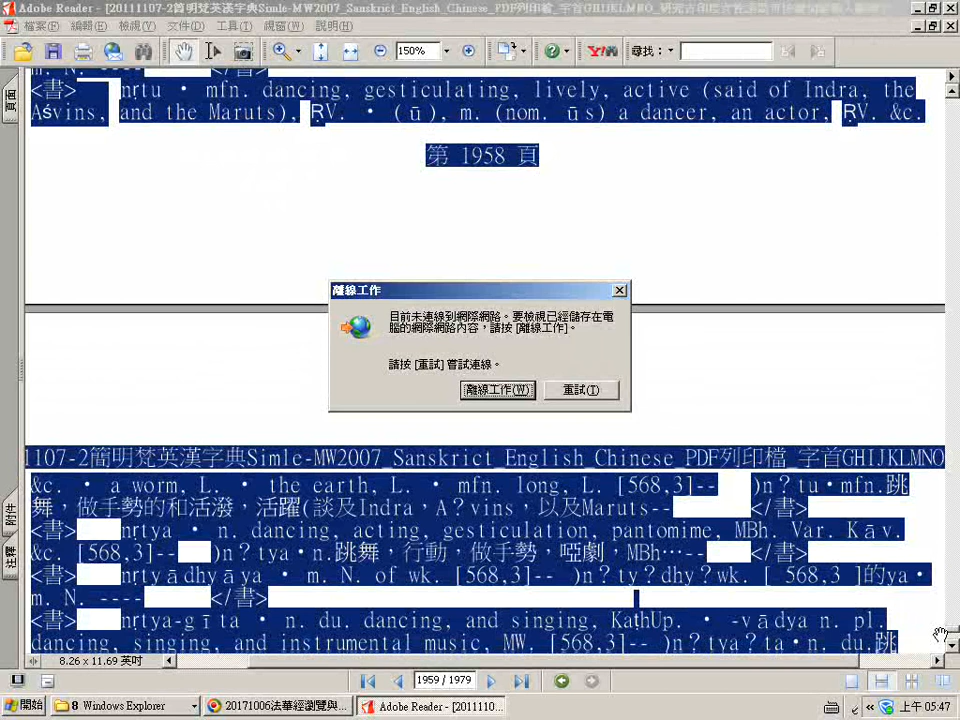 Adobe Reader - [20111107-2簡明梵英漢字典Simle-MW2007_Sanskrict_English_Chinese_PDF列印檔_字首GHIJKLMNO_
檔案(F) 編輯(E) 檢視(V) 文件(D) 工具(T) 視窗(W) 說明(H)
150% 尋找:
頁面
<書> nṛtu • mfn. dancing, gesticulating, lively, active (said of Indra, the
Aśvins, and the Maruts), ṚV. • (ū), m. (nom. ūs) a dancer, an actor, ṚV. &c.
第 1958 頁
離線工作
目前未連線到網際網路。要檢視已經儲存在電
腦的網際網路內容，請按 [離線工作]。
請按 [重試] 嘗試連線。
離線工作(W) 重試(T)
1107-2簡明梵英漢字典Simle-MW2007_Sanskrict_English_Chinese_PDF列印檔_字首GHIJKLMNO
&c. • a worm, L. • the earth, L. • mfn. long, L. [568,3]-- )n？tu•mfn.跳
舞，做手勢的和活潑，活躍(談及Indra，A？vins，以及Maruts-- </書>
<書> nṛtya • n. dancing, acting, gesticulation, pantomime, MBh. Var. Kāv.
&c. [568,3]-- )n？tya•n.跳舞，行動，做手勢，啞劇，MBh…-- </書>
<書> nṛtyādhyāya • m. N. of wk. [568,3]-- )n？ty？dhy？wk. [ 568,3 ]的ya•
m. N. ---- </書>
<書> nṛtya-gīta • n. du. dancing, and singing, KaṭhUp. • -vādya n. pl.
dancing, singing, and instrumental music, MW. [568,3]-- )n？tya？ta•n. du.跳
附件
注釋
8.26 x 11.69 英吋
1959 / 1979
開始 8 Windows Explorer 20171006法華經瀏覽與... Adobe Reader - [2011110... 上午 05:47